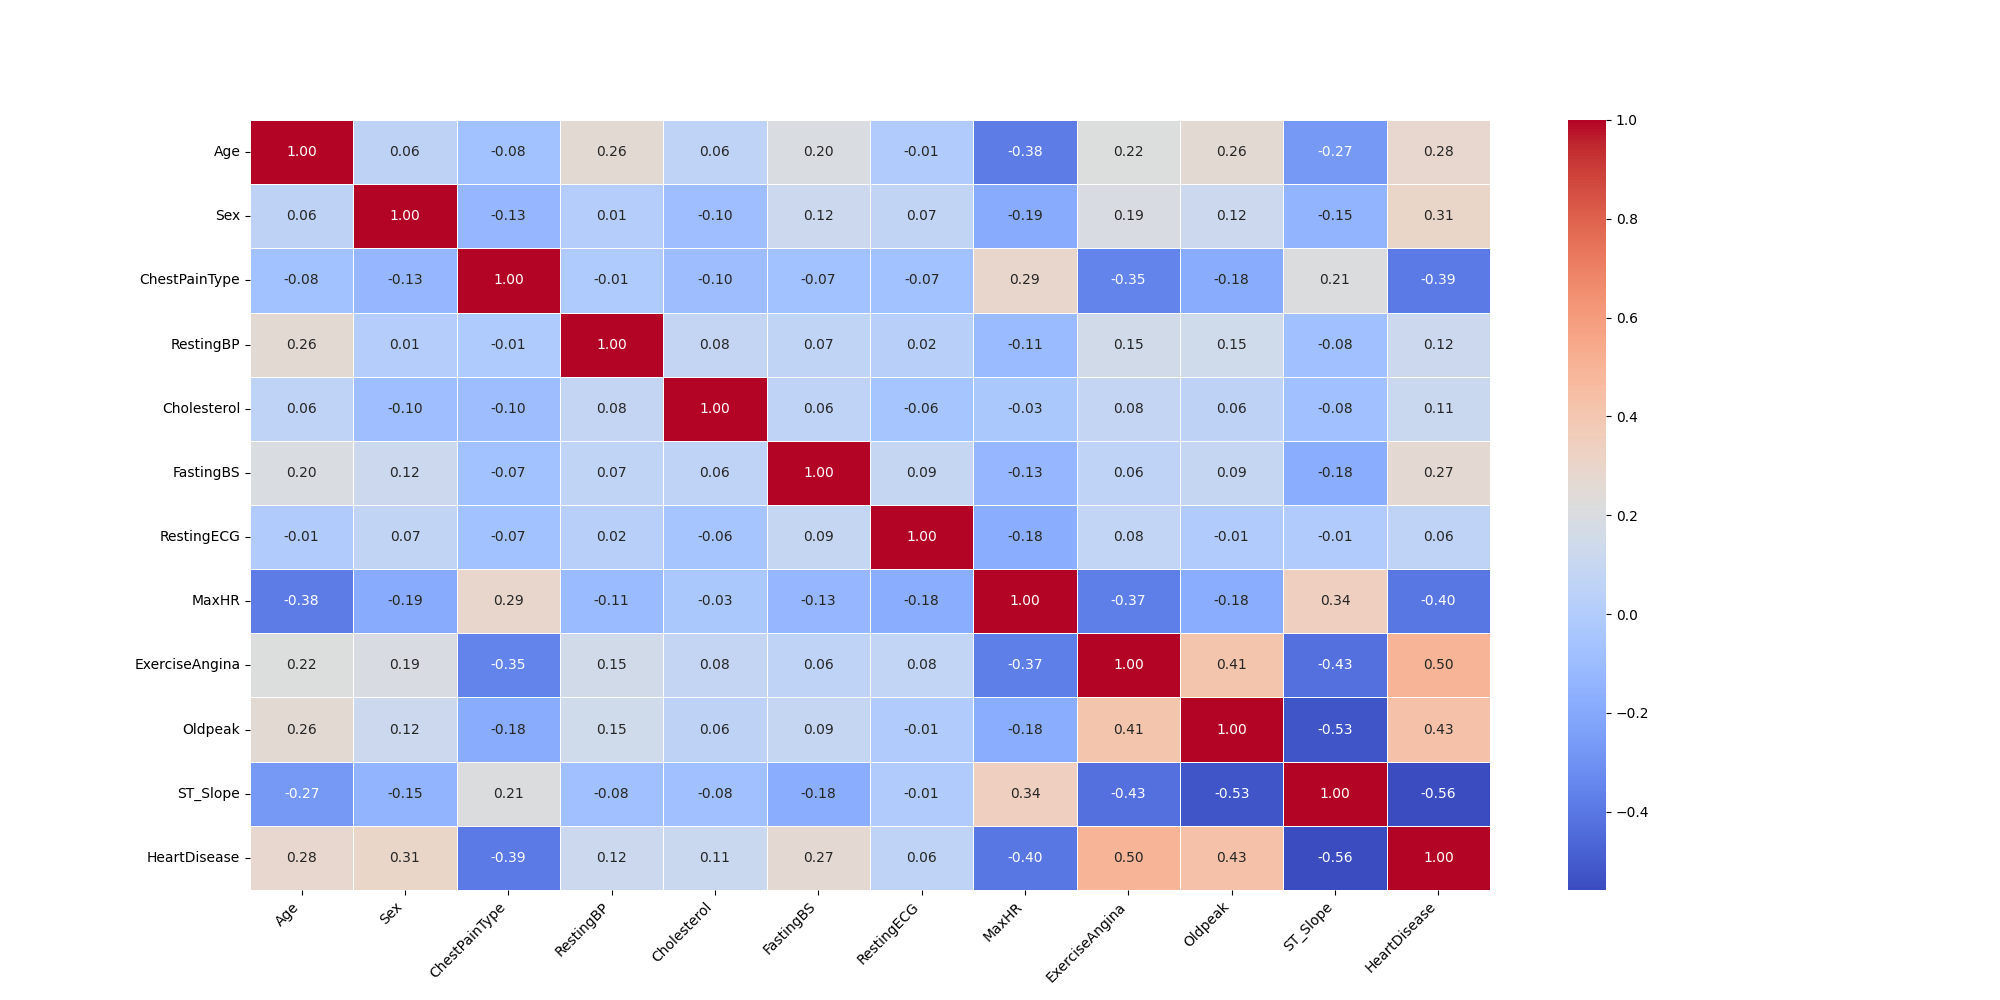 Age 1.00 0.06 -0.08 0.26 0.06 0.20 -0.01 -0.38 0.22 0.26 -0.27 0.28
Sex 0.06 1.00 -0.13 0.01 -0.10 0.12 0.07 -0.19 0.19 0.12 -0.15 0.31
ChestPainType -0.08 -0.13 1.00 -0.01 -0.10 -0.07 -0.07 0.29 -0.35 -0.18 0.21 -0.39
RestingBP 0.26 0.01 -0.01 1.00 0.08 0.07 0.02 -0.11 0.15 0.15 -0.08 0.12
Cholesterol 0.06 -0.10 -0.10 0.08 1.00 0.06 -0.06 -0.03 0.08 0.06 -0.08 0.11
FastingBS 0.20 0.12 -0.07 0.07 0.06 1.00 0.09 -0.13 0.06 0.09 -0.18 0.27
RestingECG -0.01 0.07 -0.07 0.02 -0.06 0.09 1.00 -0.18 0.08 -0.01 -0.01 0.06
MaxHR -0.38 -0.19 0.29 -0.11 -0.03 -0.13 -0.18 1.00 -0.37 -0.18 0.34 -0.40
ExerciseAngina 0.22 0.19 -0.35 0.15 0.08 0.06 0.08 -0.37 1.00 0.41 -0.43 0.50
Oldpeak 0.26 0.12 -0.18 0.15 0.06 0.09 -0.01 -0.18 0.41 1.00 -0.53 0.43
ST_Slope -0.27 -0.15 0.21 -0.08 -0.08 -0.18 -0.01 0.34 -0.43 -0.53 1.00 -0.56
HeartDisease 0.28 0.31 -0.39 0.12 0.11 0.27 0.06 -0.40 0.50 0.43 -0.56 1.00
Age Sex ChestPainType RestingBP Cholesterol FastingBS RestingECG MaxHR ExerciseAngina Oldpeak ST_Slope HeartDisease
1.0
0.8
0.6
0.4
0.2
0.0
−0.2
−0.4